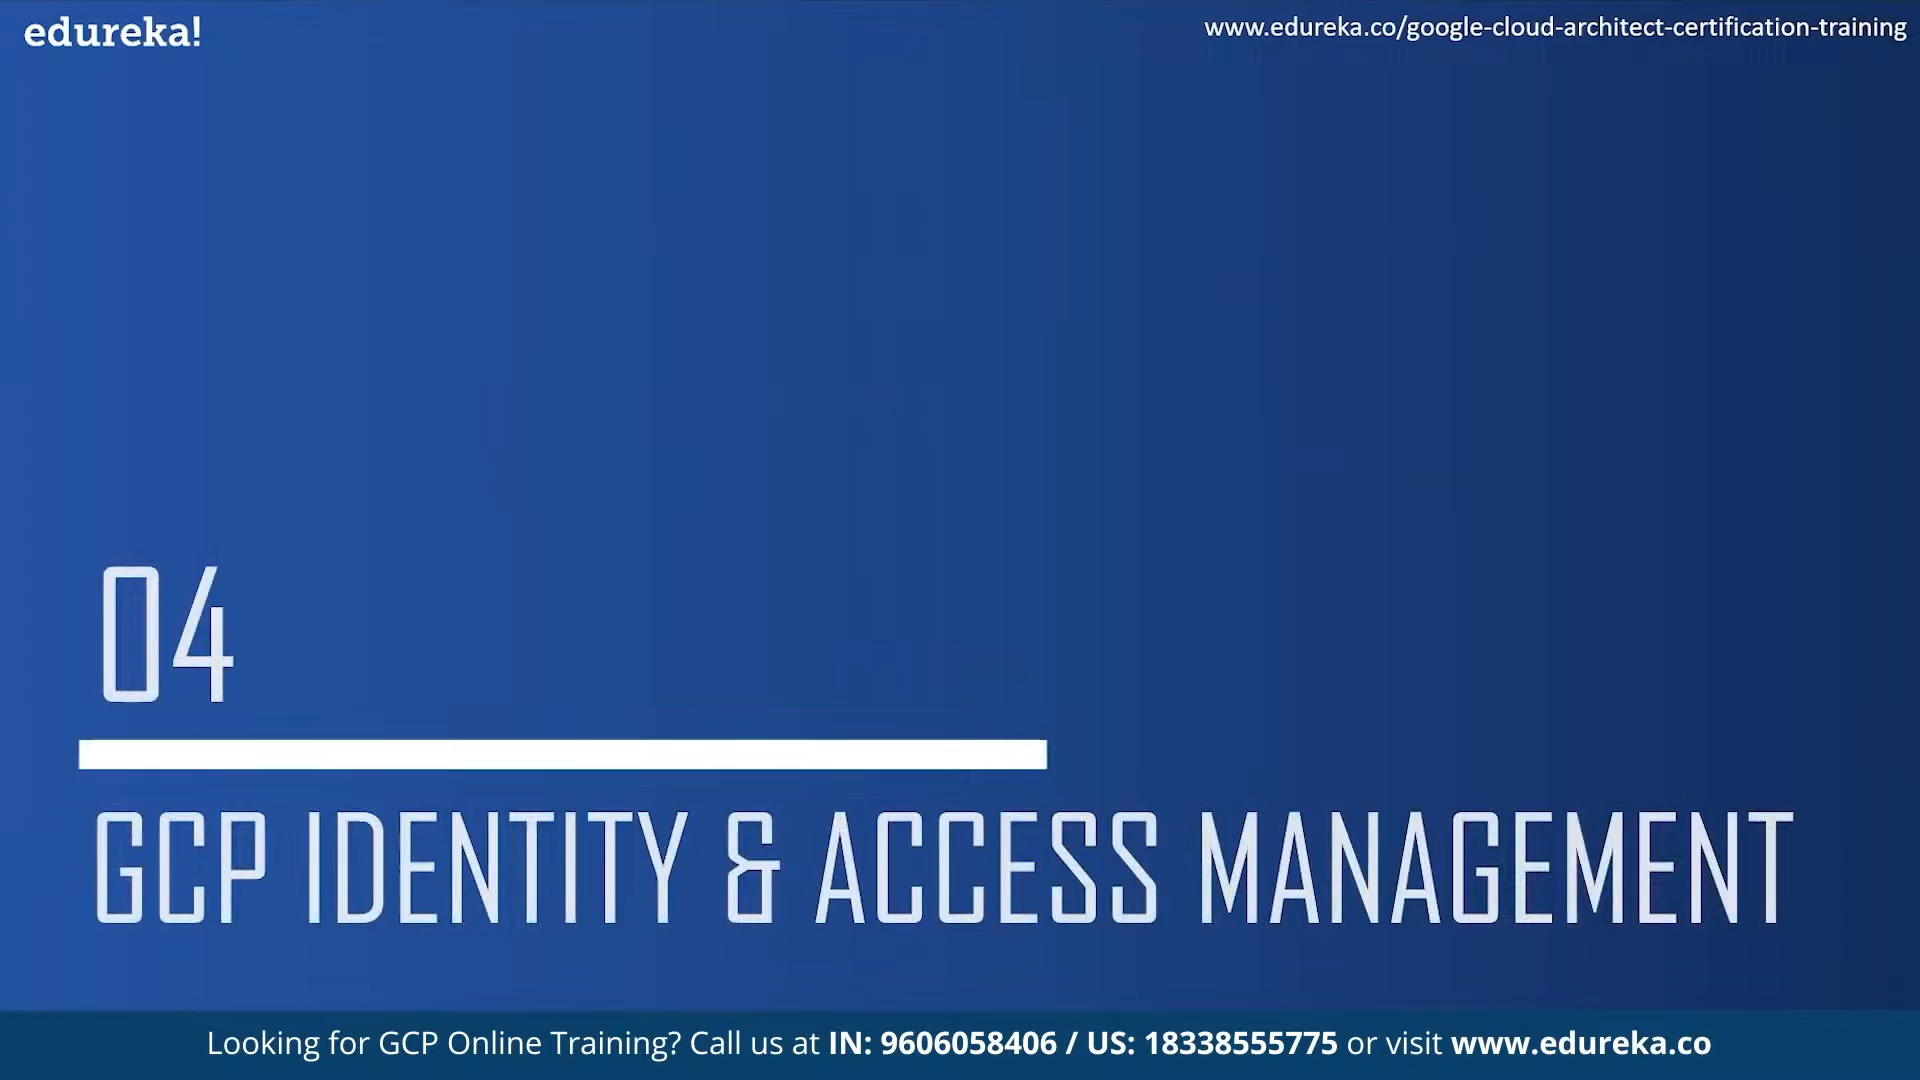 edureka!
www.edureka.co/google-cloud-architect-certification-training
04
GCP IDENTITY & ACCESS MANAGEMENT
Looking for GCP Online Training? Call us at IN: 9606058406 / US: 18338555775 or visit www.edureka.co